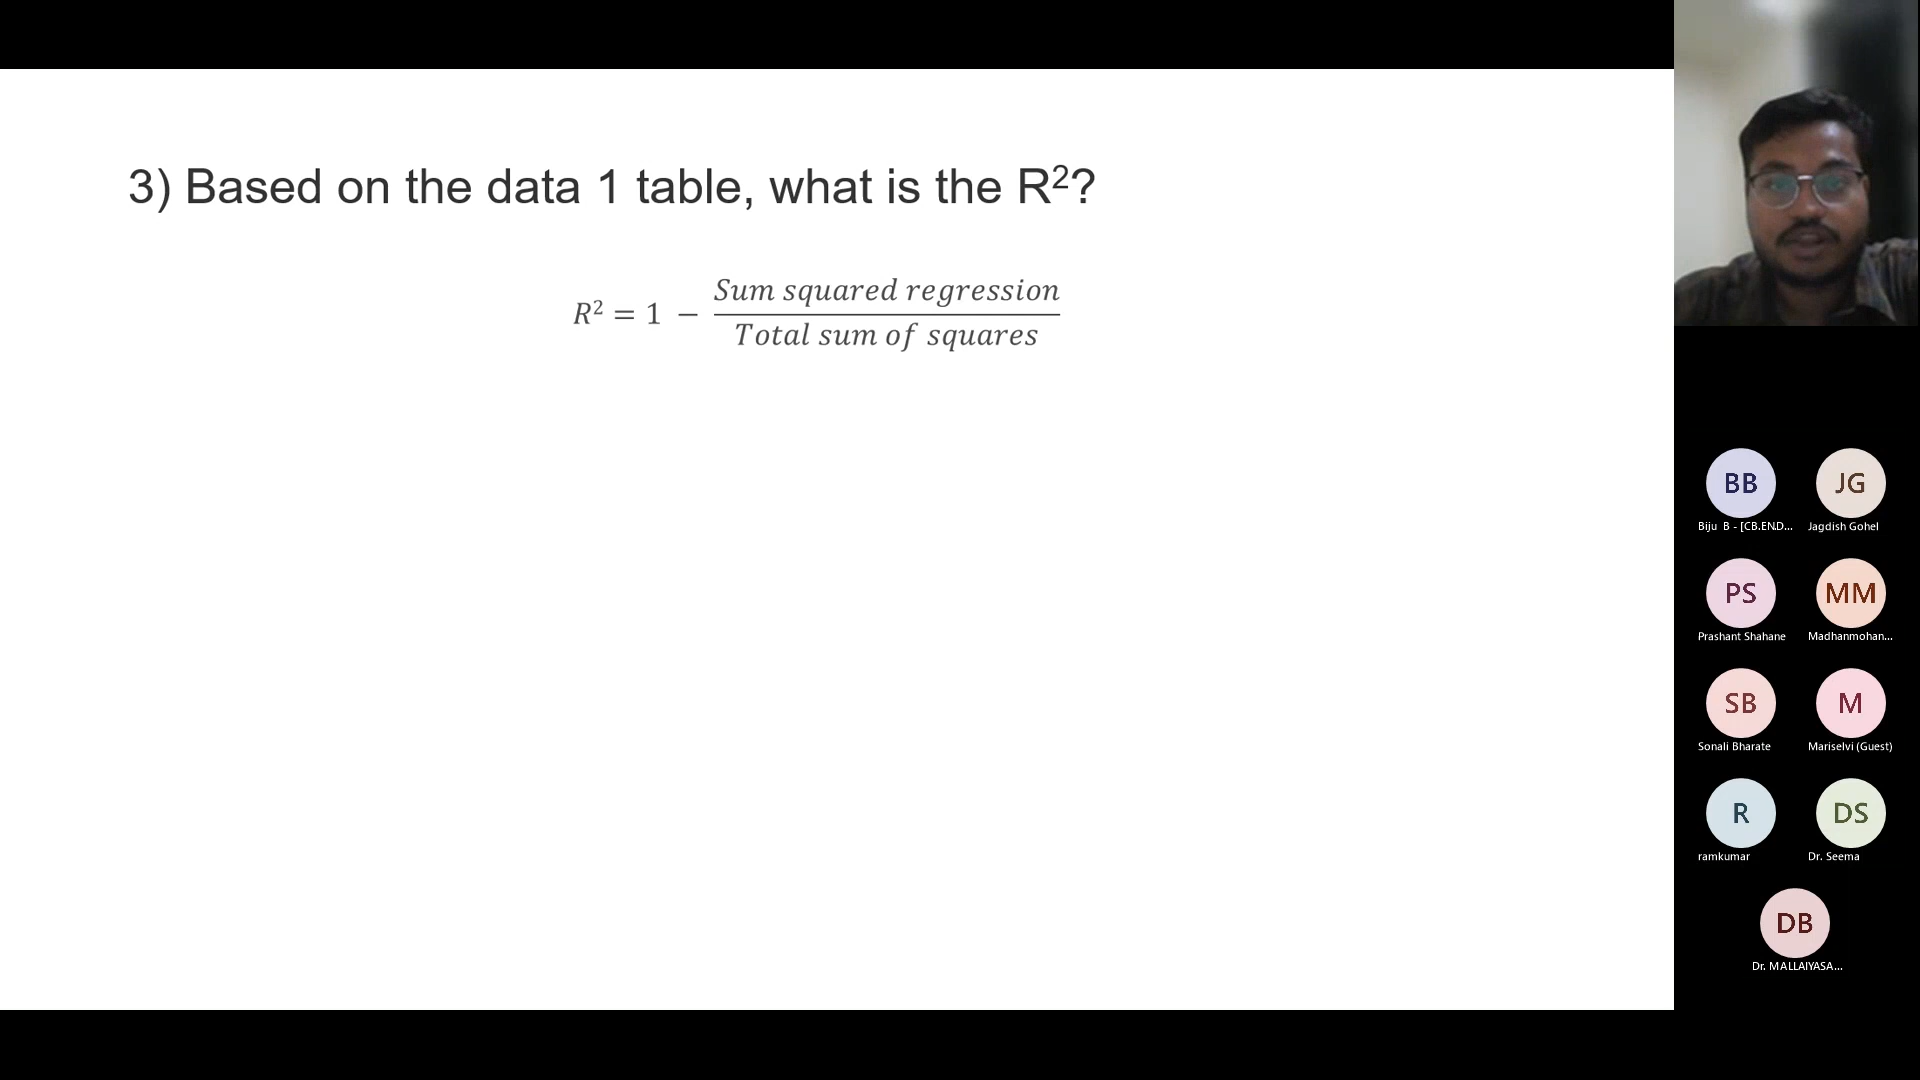 3) Based on the data 1 table, what is the R²?
R² = 1 − Sum squared regression / Total sum of squares
BB
JG
Biju B - [CB.EN.D...
Jagdish Gohel
PS
MM
Prashant Shahane
Madhanmohan...
SB
M
Sonali Bharate
Mariselvi (Guest)
R
DS
ramkumar
Dr. Seema
DB
Dr. MALLAIYASA...